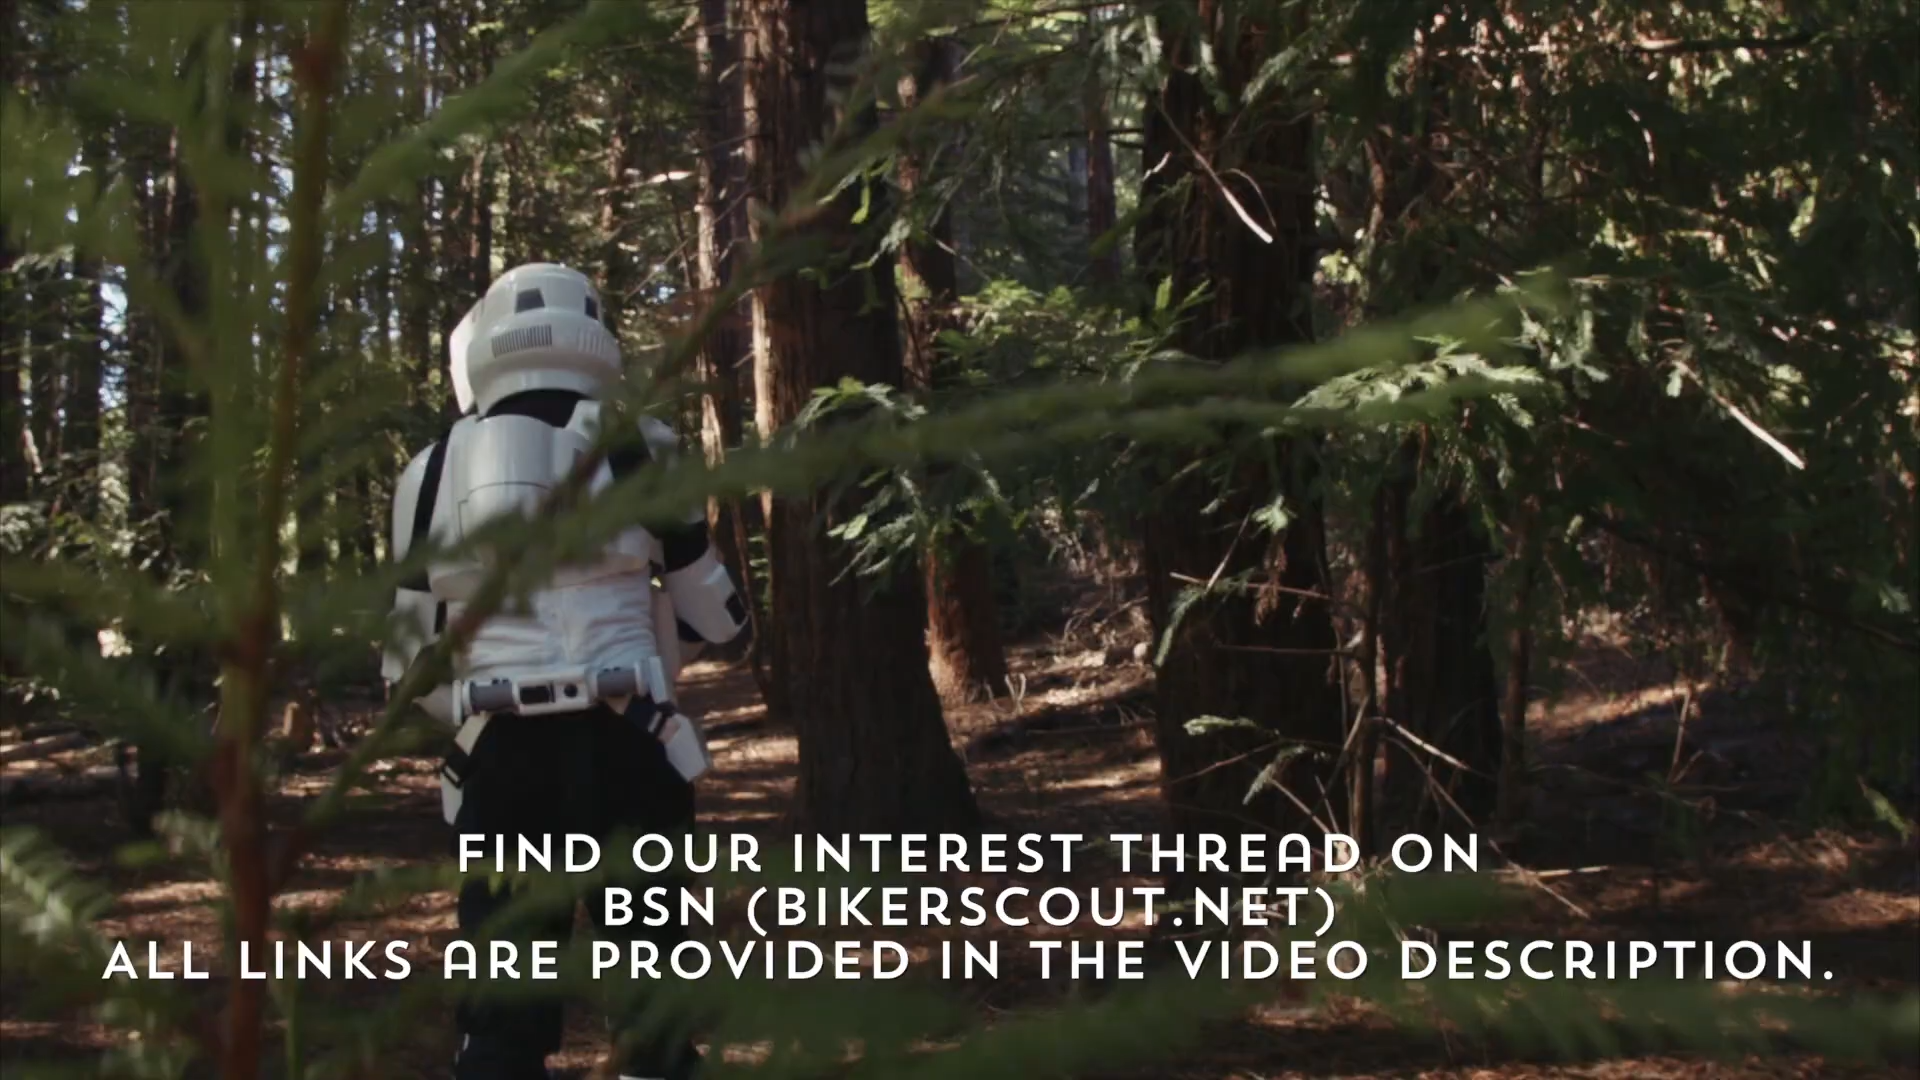 FIND OUR INTEREST THREAD ON
BSN (BIKERSCOUT.NET)
ALL LINKS ARE PROVIDED IN THE VIDEO DESCRIPTION.